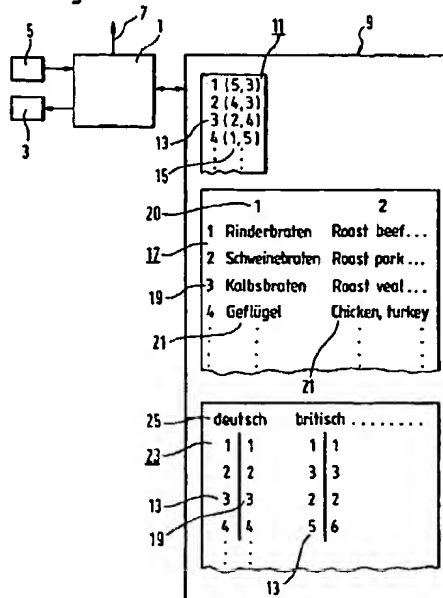 7
5
1
3
9
11
1 (5,3)
2 (4,3)
13
3 (2,4)
4 (1,5)
15
20
1 2
1 Rinderbraten Roast beef...
17
2 Schweinebraten Roast pork...
19
3 Kalbsbraten Roast veal...
4 Geflügel Chicken, turkey
21
21
25
deutsch britisch ........
23
1 1 1 1
2 2 3 3
13
3 3 2 2
4 4 5 6
19
13